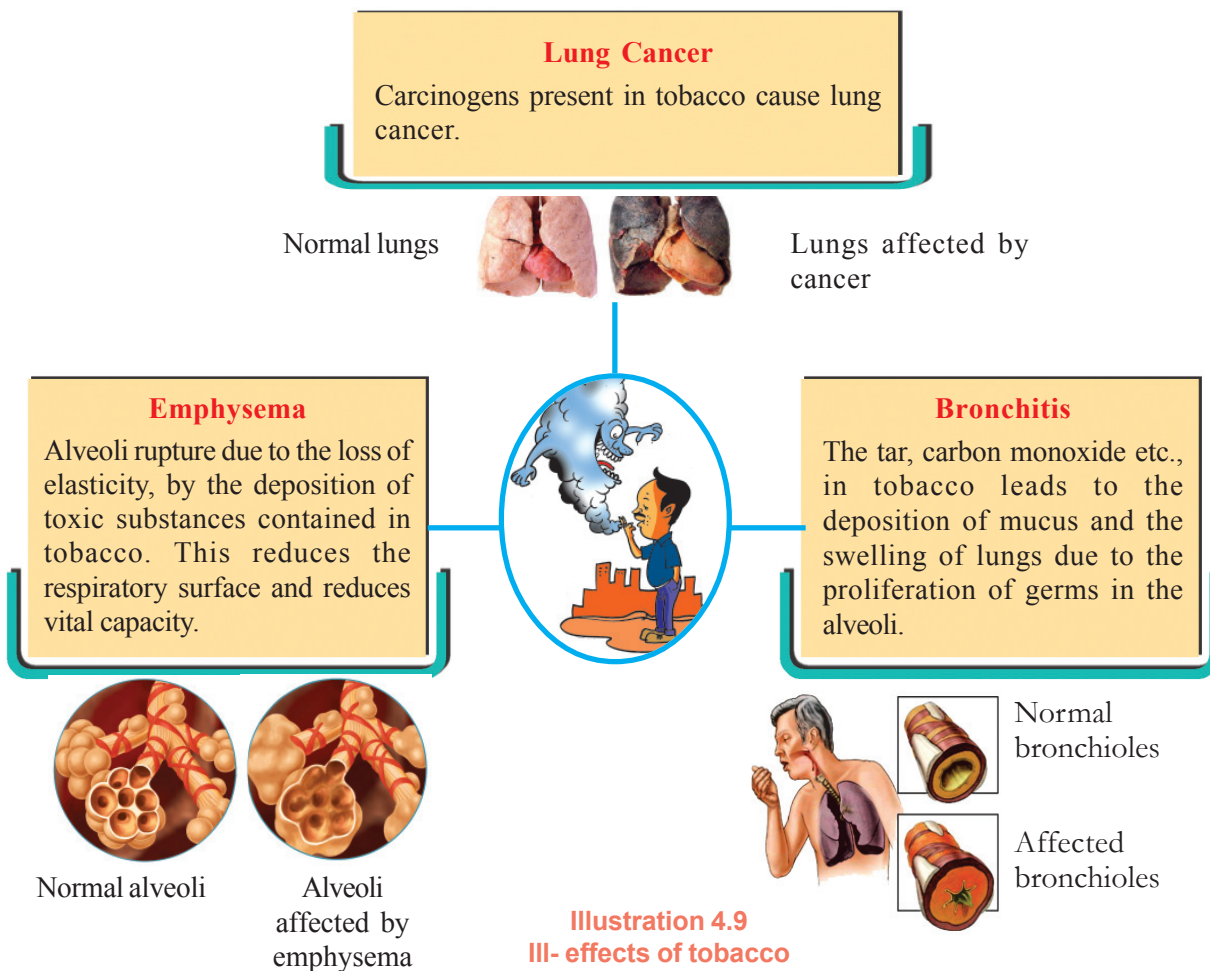 Lung Cancer
Carcinogens present in tobacco cause lung
cancer.
Normal lungs
Lungs affected by
cancer
Emphysema
Alveoli rupture due to the loss of
elasticity, by the deposition of
toxic substances contained in
tobacco. This reduces the
respiratory surface and reduces
vital capacity.
Bronchitis
The tar, carbon monoxide etc.,
in tobacco leads to the
deposition of mucus and the
swelling of lungs due to the
proliferation of germs in the
alveoli.
Normal alveoli
Alveoli
affected by
emphysema
Normal
bronchioles
Affected
bronchioles
Illustration 4.9
Ill- effects of tobacco